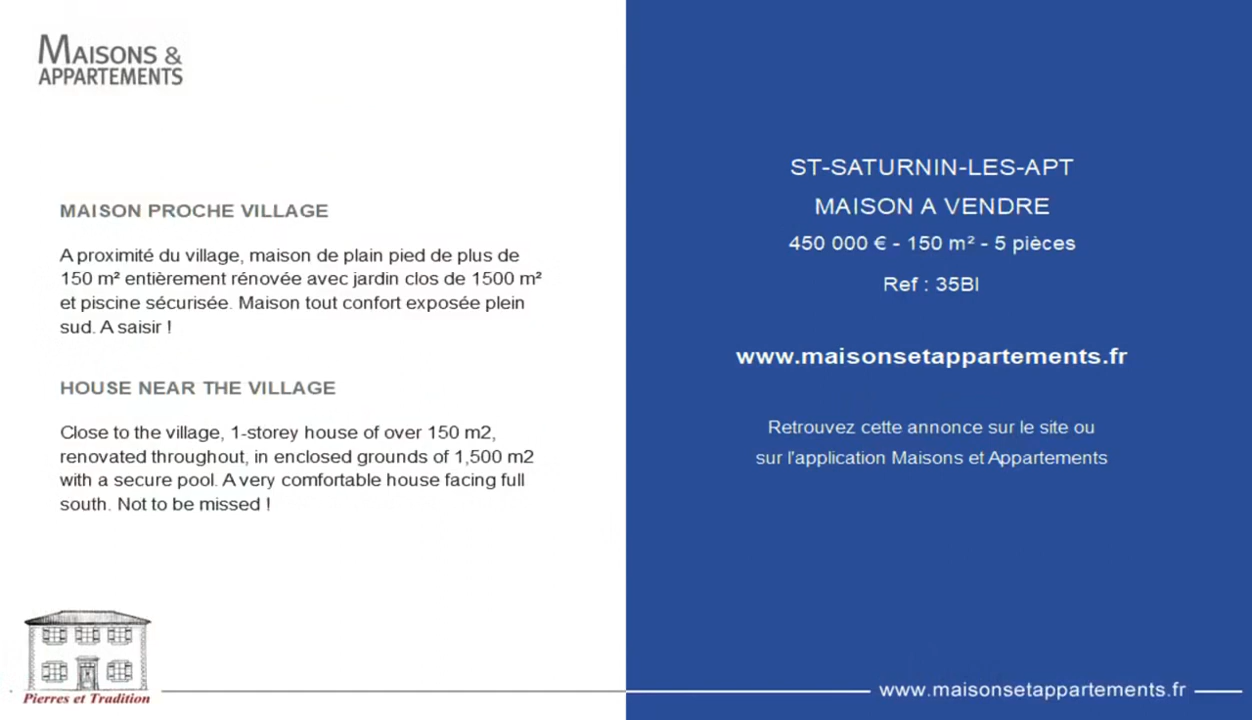 MAISONS &
APPARTEMENTS
MAISON PROCHE VILLAGE
A proximité du village, maison de plain pied de plus de
150 m² entièrement rénovée avec jardin clos de 1500 m²
et piscine sécurisée. Maison tout confort exposée plein
sud. A saisir !
HOUSE NEAR THE VILLAGE
Close to the village, 1-storey house of over 150 m2,
renovated throughout, in enclosed grounds of 1,500 m2
with a secure pool. A very comfortable house facing full
south. Not to be missed !
Pierres et Tradition
ST-SATURNIN-LES-APT
MAISON A VENDRE
450 000 € - 150 m² - 5 pièces
Ref : 35BI
www.maisonsetappartements.fr
Retrouvez cette annonce sur le site ou
sur l'application Maisons et Appartements
www.maisonsetappartements.fr